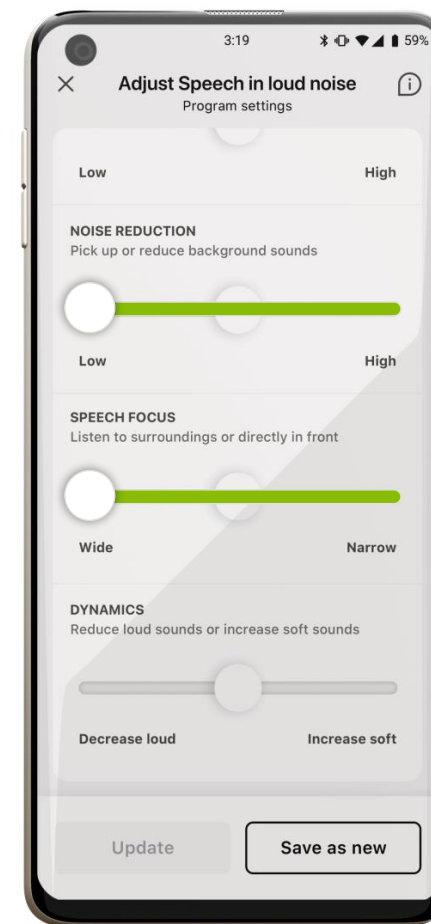 3:19 59%
Adjust Speech in loud noise
Program settings
Low High
NOISE REDUCTION
Pick up or reduce background sounds
Low High
SPEECH FOCUS
Listen to surroundings or directly in front
Wide Narrow
DYNAMICS
Reduce loud sounds or increase soft sounds
Decrease loud Increase soft
Update Save as new